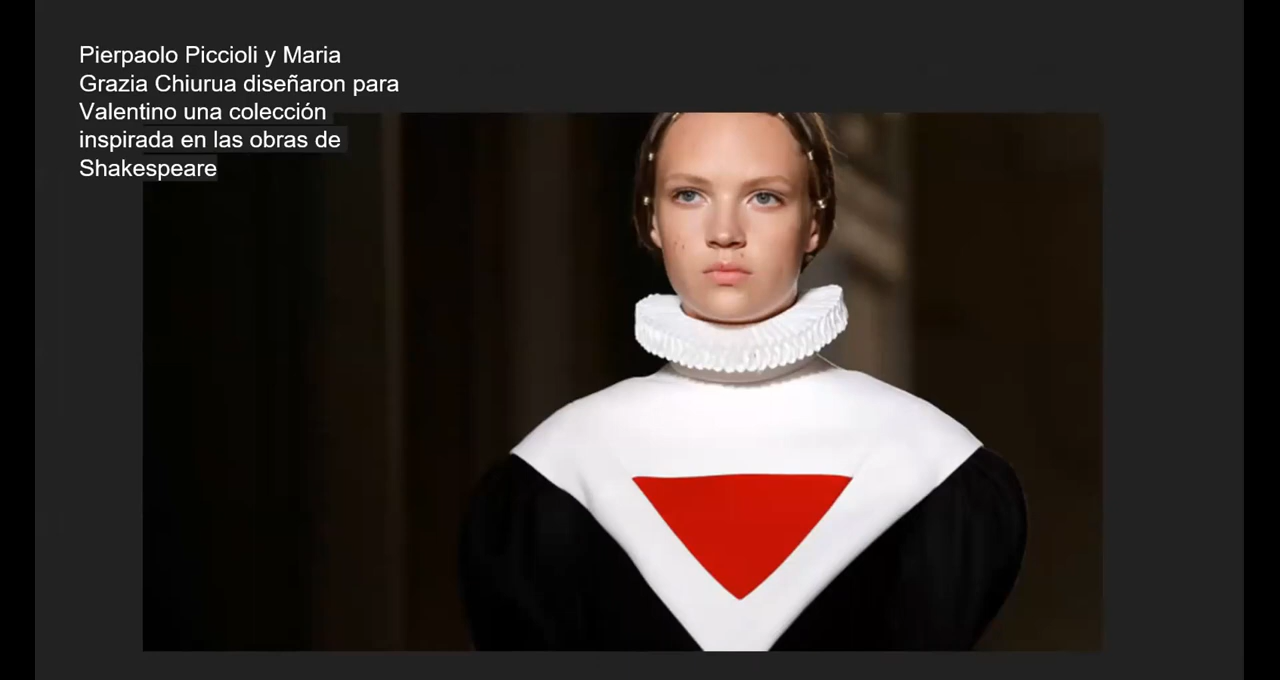 Pierpaolo Piccioli y Maria
Grazia Chiurua diseñaron para
Valentino una colección
inspirada en las obras de
Shakespeare